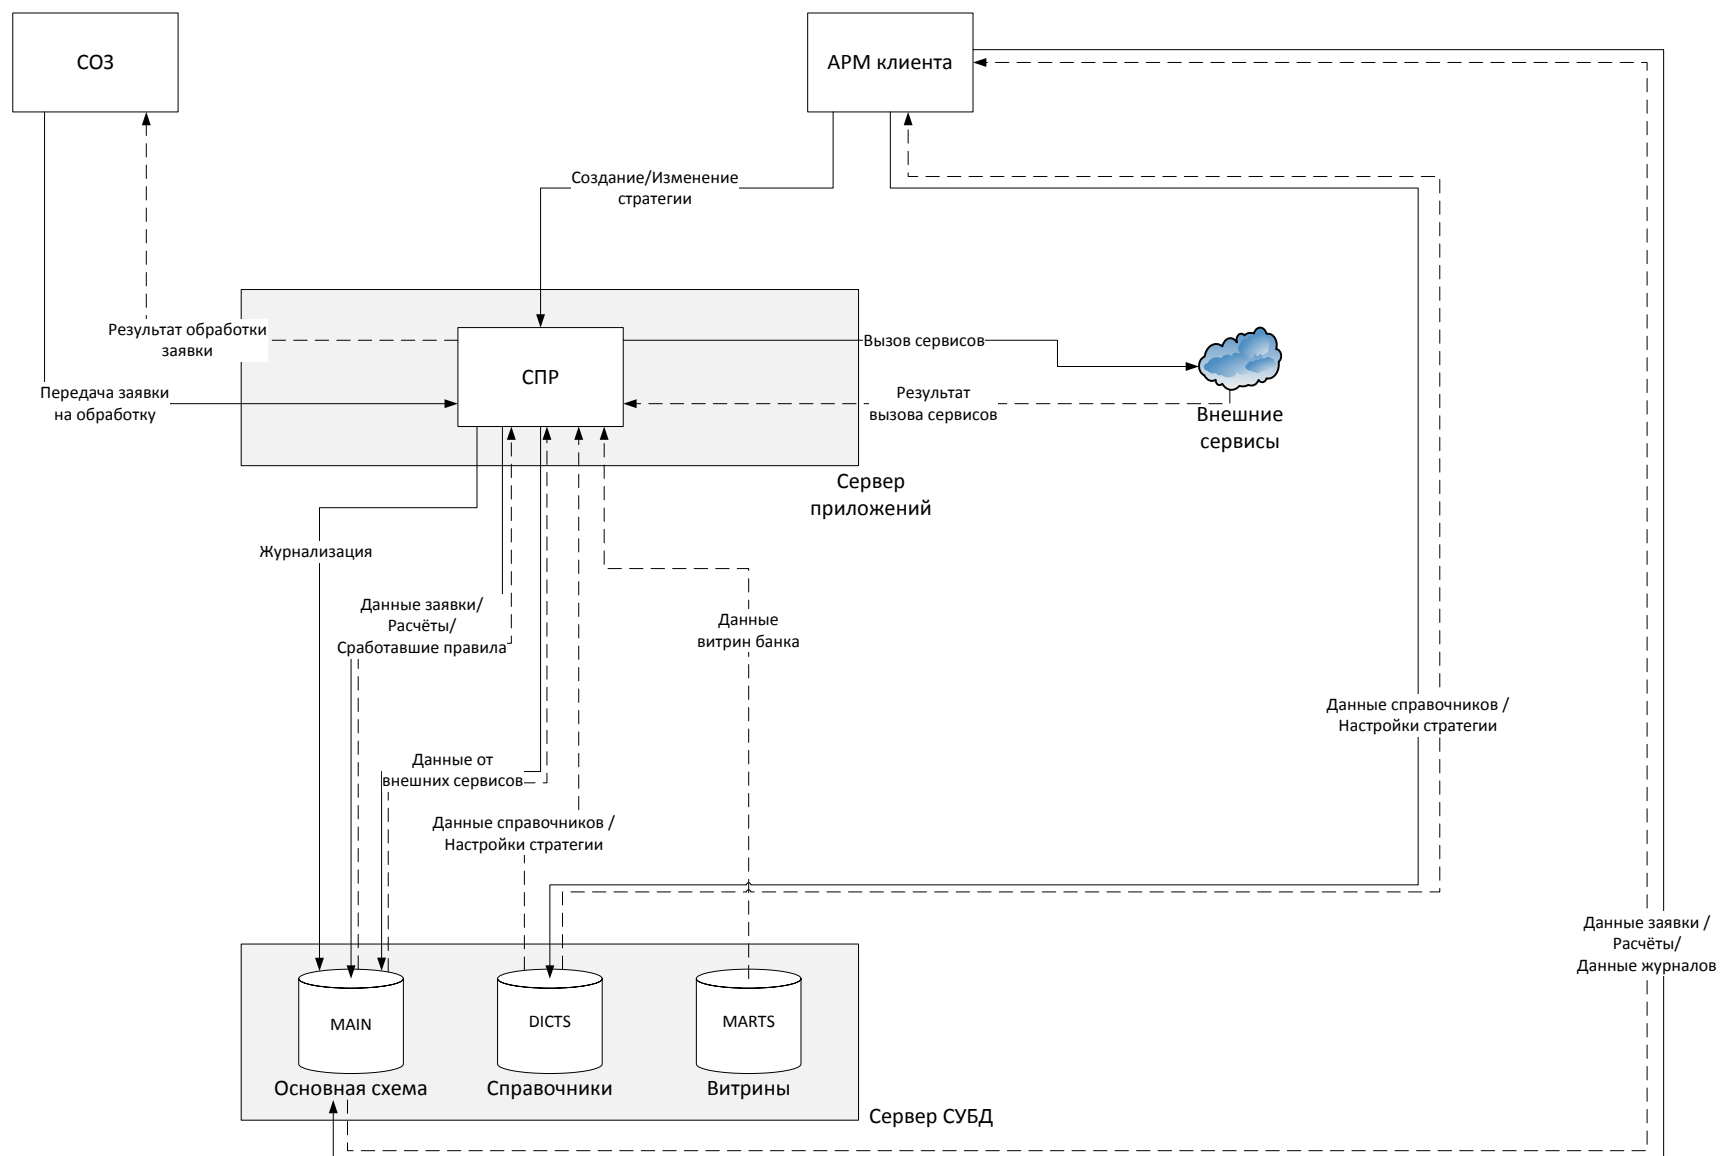 СОЗ
АРМ клиента
Создание/Изменение
стратегии
Результат обработки
заявки
Передача заявки
на обработку
СПР
Вызов сервисов
Результат
вызова сервисов
Внешние
сервисы
Сервер
приложений
Журнализация
Данные заявки/
Расчёты/
Сработавшие правила
Данные
витрин банка
Данные справочников /
Настройки стратегии
Данные от
внешних сервисов
Данные справочников /
Настройки стратегии
Данные заявки /
Расчёты/
Данные журналов
MAIN
DICTS
MARTS
Основная схема
Справочники
Витрины
Сервер СУБД